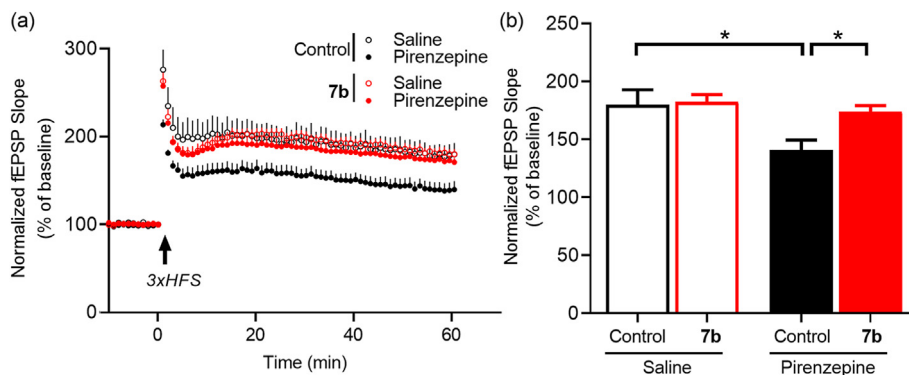 (a)
Normalized fEPSP Slope
(% of baseline)
300
200
100
0
Control
Saline
Pirenzepine
7b
Saline
Pirenzepine
3xHFS
0
20
40
60
Time (min)
(b)
Normalized fEPSP Slope
(% of baseline)
250
200
150
100
50
0
*
*
Control 7b Control 7b
Saline Pirenzepine